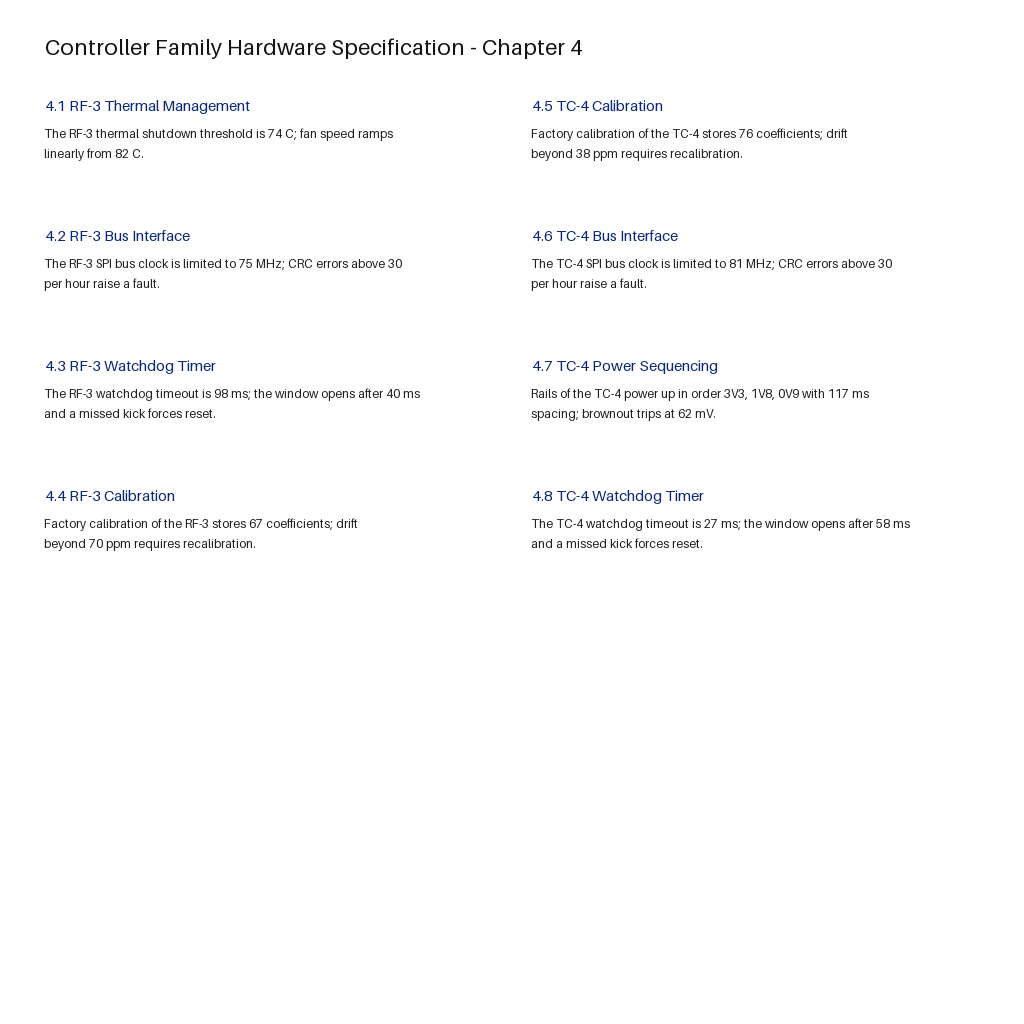 Controller Family Hardware Specification - Chapter 4
4.1 RF-3 Thermal Management
The RF-3 thermal shutdown threshold is 74 C; fan speed ramps
linearly from 82 C.
4.2 RF-3 Bus Interface
The RF-3 SPI bus clock is limited to 75 MHz; CRC errors above 30
per hour raise a fault.
4.3 RF-3 Watchdog Timer
The RF-3 watchdog timeout is 98 ms; the window opens after 40 ms
and a missed kick forces reset.
4.4 RF-3 Calibration
Factory calibration of the RF-3 stores 67 coefficients; drift
beyond 70 ppm requires recalibration.
4.5 TC-4 Calibration
Factory calibration of the TC-4 stores 76 coefficients; drift
beyond 38 ppm requires recalibration.
4.6 TC-4 Bus Interface
The TC-4 SPI bus clock is limited to 81 MHz; CRC errors above 30
per hour raise a fault.
4.7 TC-4 Power Sequencing
Rails of the TC-4 power up in order 3V3, 1V8, 0V9 with 117 ms
spacing; brownout trips at 62 mV.
4.8 TC-4 Watchdog Timer
The TC-4 watchdog timeout is 27 ms; the window opens after 58 ms
and a missed kick forces reset.